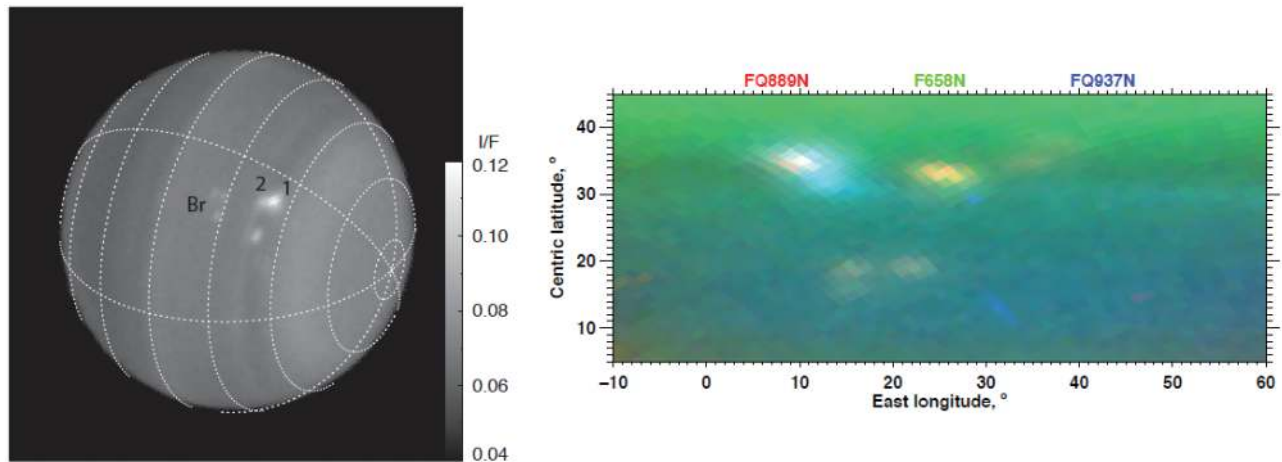 Br
2
1
I/F
0.12
0.10
0.08
0.06
0.04
FQ889N F658N FQ937N
Centric latitude, °
40
30
20
10
−10 0 10 20 30 40 50 60
East longitude, °